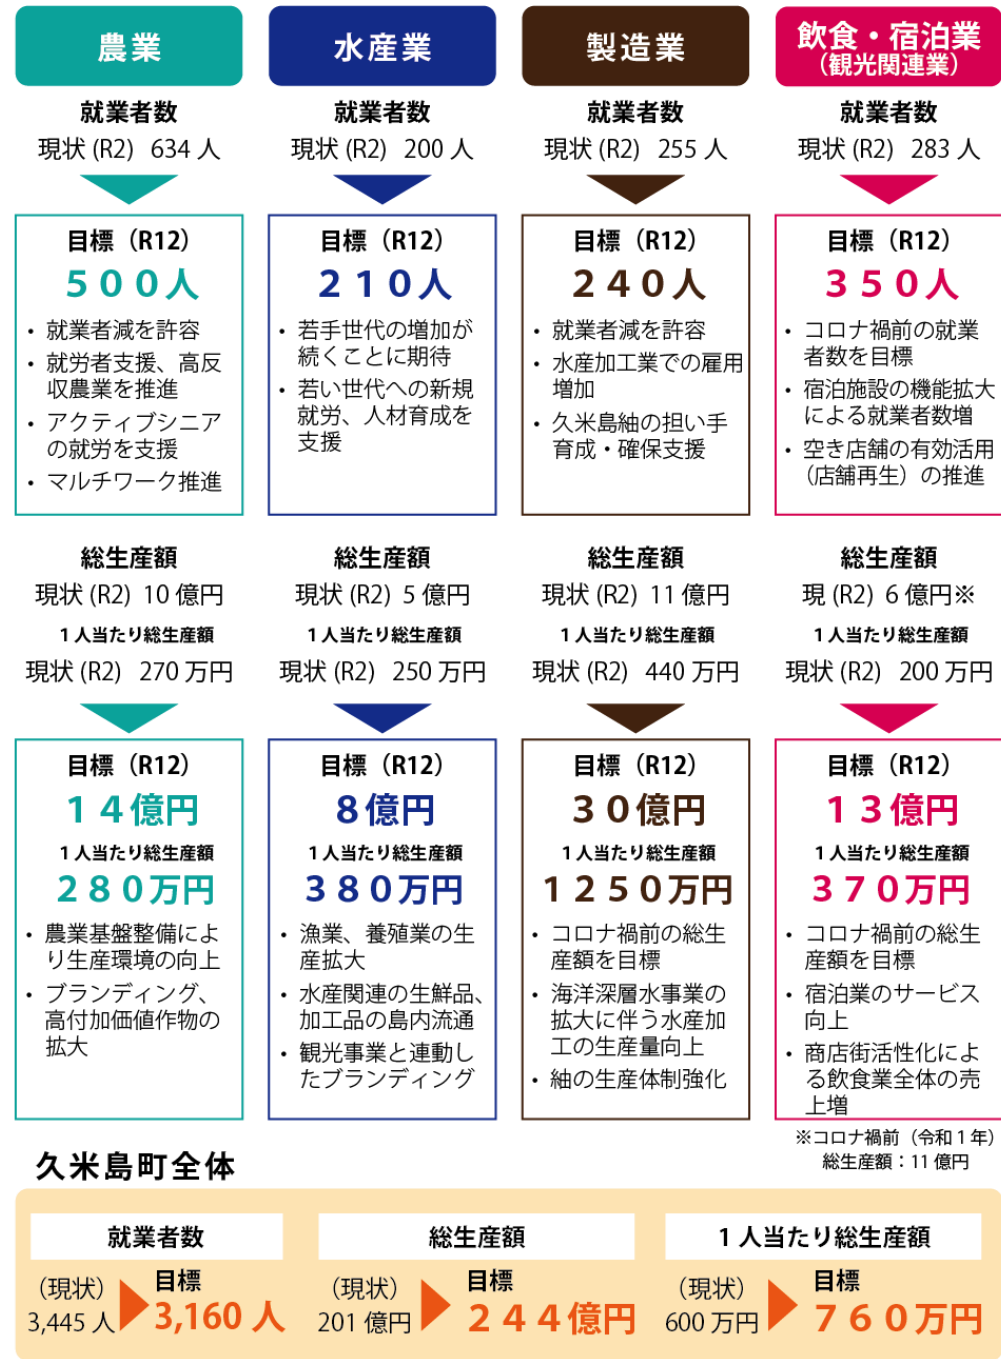 農業
就業者数
現状 (R2) 634 人
目標（R12）
５００人
・ 就業者減を許容
・ 就労者支援、高反
収農業を推進
・ アクティブシニア
の就労を支援
・ マルチワーク推進
総生産額
現状 (R2) 10 億円
１人当たり総生産額
現状 (R2) 270 万円
目標（R12）
１４億円
１人当たり総生産額
２８０万円
・ 農業基盤整備によ
り生産環境の向上
・ ブランディング、
高付加価値作物の
拡大
水産業
就業者数
現状 (R2) 200 人
目標（R12）
２１０人
・ 若手世代の増加が
続くことに期待
・ 若い世代への新規
就労、人材育成を
支援
総生産額
現状 (R2) 5 億円
１人当たり総生産額
現状 (R2) 250 万円
目標（R12）
８億円
１人当たり総生産額
３８０万円
・ 漁業、養殖業の生
産拡大
・ 水産関連の生鮮品、
加工品の島内流通
・ 観光事業と連動し
たブランディング
製造業
就業者数
現状 (R2) 255 人
目標（R12）
２４０人
・ 就業者減を許容
・ 水産加工業での雇用
増加
・ 久米島紬の担い手
育成・確保支援
総生産額
現状 (R2) 11 億円
１人当たり総生産額
現状 (R2) 440 万円
目標（R12）
３０億円
１人当たり総生産額
１２５０万円
・ コロナ禍前の総生
産額を目標
・ 海洋深層水事業の
拡大に伴う水産加
工の生産量向上
・ 紬の生産体制強化
飲食・宿泊業
（観光関連業）
就業者数
現状 (R2) 283 人
目標（R12）
３５０人
・ コロナ禍前の就業
者数を目標
・ 宿泊施設の機能拡大
による就業者数増
・ 空き店舗の有効活用
（店舗再生）の推進
総生産額
現 (R2) 6 億円※
１人当たり総生産額
現状 (R2) 200 万円
目標（R12）
１３億円
１人当たり総生産額
３７０万円
・ コロナ禍前の総生
産額を目標
・ 宿泊業のサービス
向上
・ 商店街活性化によ
る飲食業全体の売
上増
※コロナ禍前（令和１年）
総生産額：11 億円
久米島町全体
就業者数
（現状）
3,445 人
目標
3,160 人
総生産額
（現状）
201 億円
目標
２４４億円
１人当たり総生産額
（現状）
600 万円
目標
７６０万円